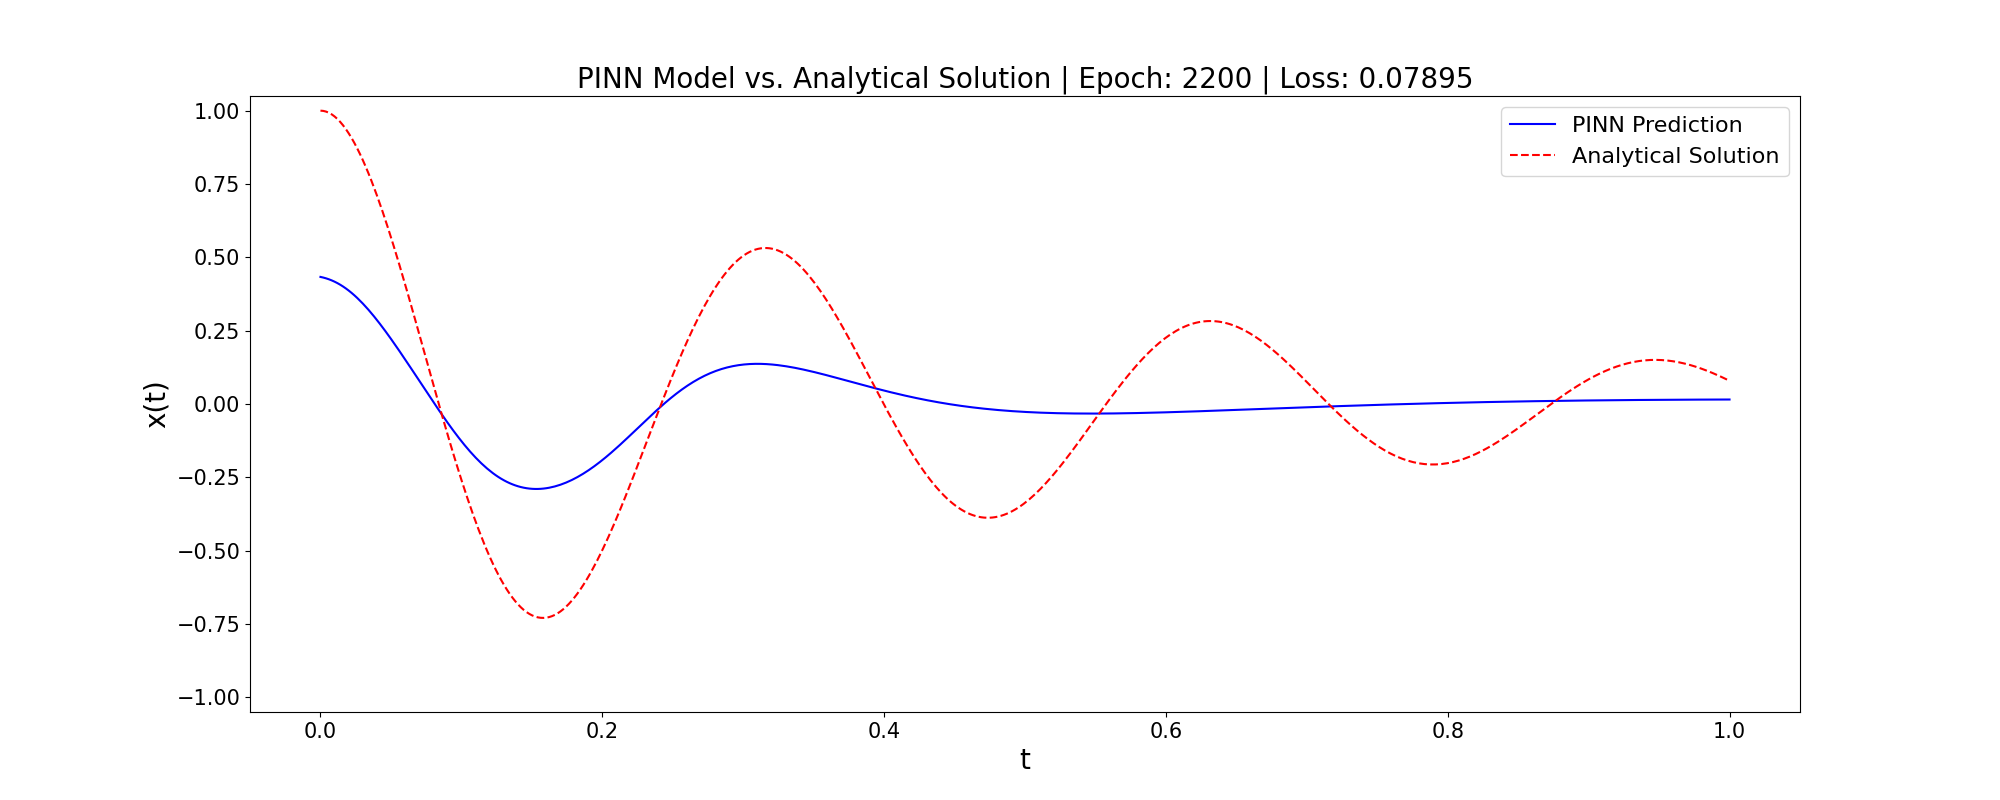 PINN Model vs. Analytical Solution | Epoch: 2200 | Loss: 0.07895
PINN Prediction
Analytical Solution
1.00
0.75
0.50
0.25
0.00
−0.25
−0.50
−0.75
−1.00
x(t)
0.0 0.2 0.4 0.6 0.8 1.0
t